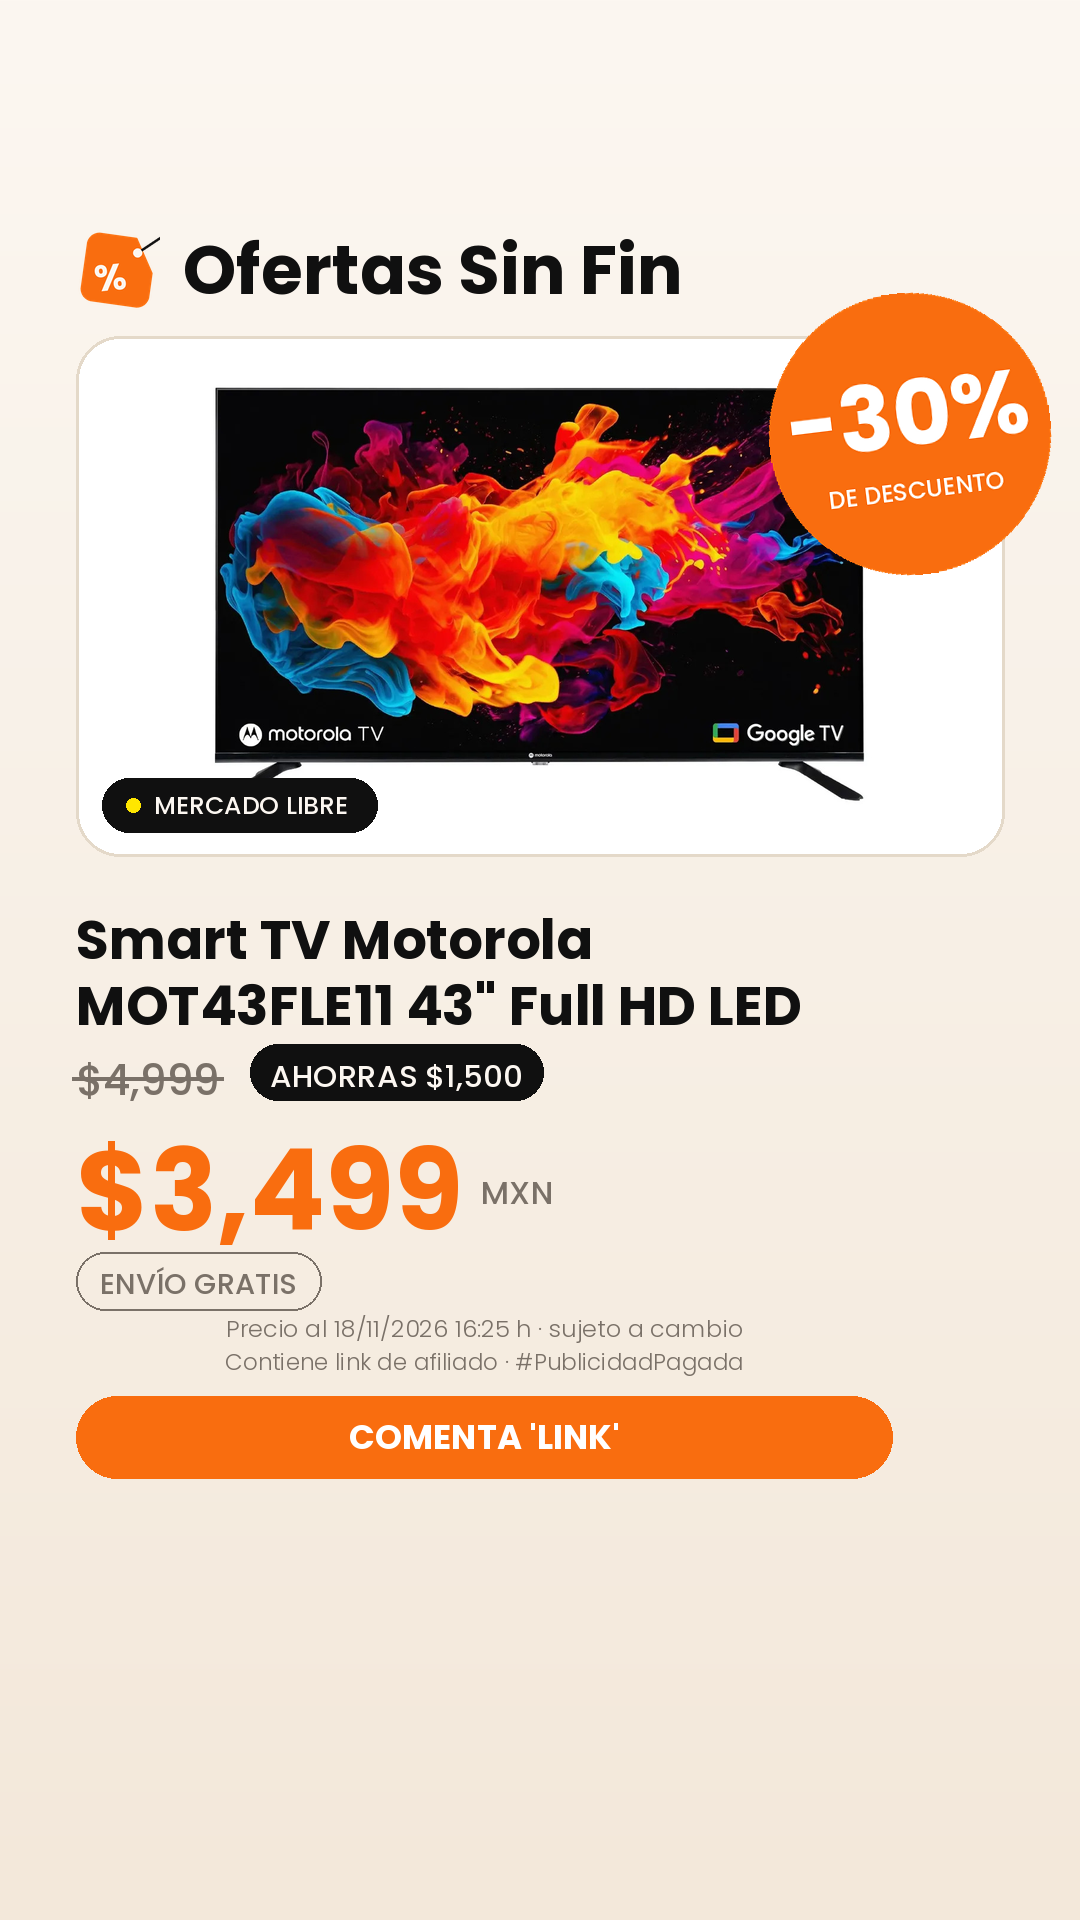 %
Ofertas Sin Fin
-30%
DE DESCUENTO
motorola TV
Google TV
motorola
MERCADO LIBRE
Smart TV Motorola
MOT43FLE11 43" Full HD LED
$4,999
AHORRAS $1,500
$3,499 MXN
ENVÍO GRATIS
Precio al 18/11/2026 16:25 h · sujeto a cambio
Contiene link de afiliado · #PublicidadPagada
COMENTA 'LINK'